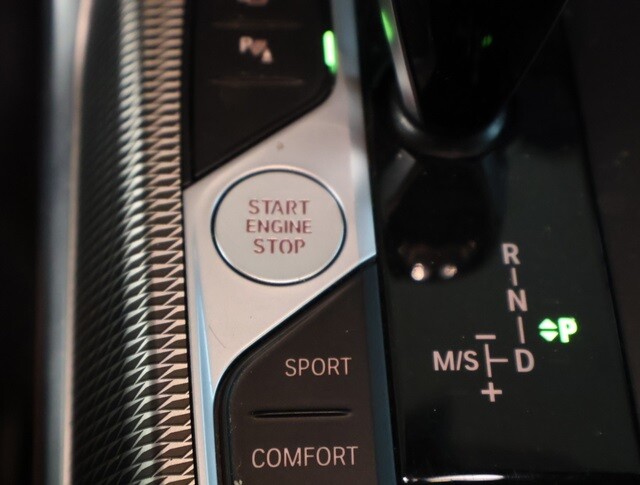 P
START
ENGINE
STOP
SPORT
COMFORT
R
N
P
M/S
D
−
+